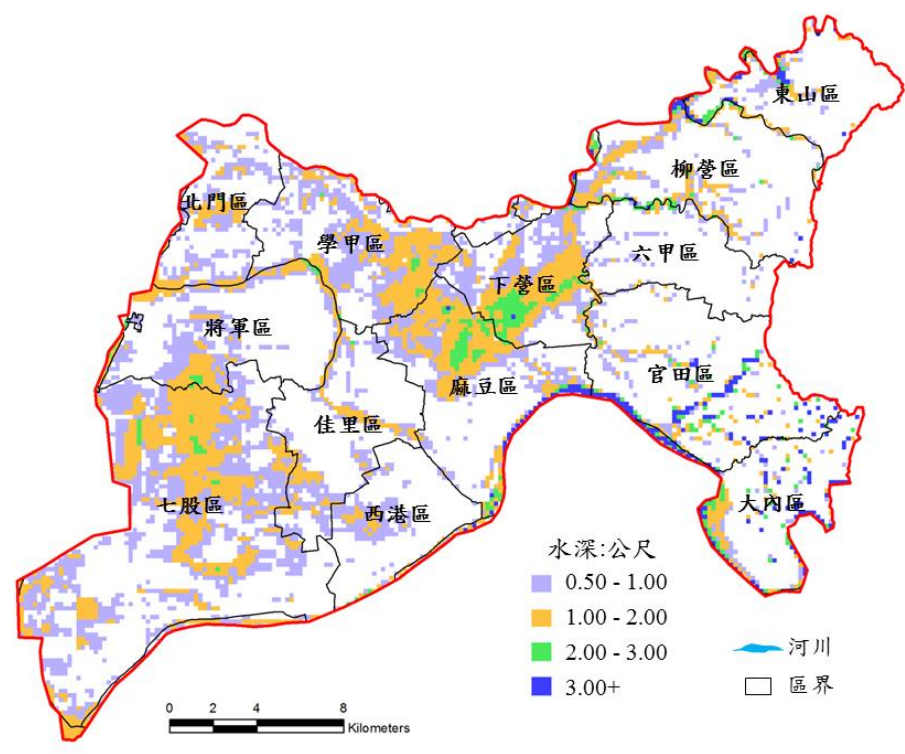 東山區
柳營區
北門區
學甲區
六甲區
下營區
將軍區
官田區
麻豆區
佳里區
七股區
西港區
大內區
水深:公尺
0.50 - 1.00
1.00 - 2.00
2.00 - 3.00
3.00+
河川
區界
0 2 4 8
Kilometers